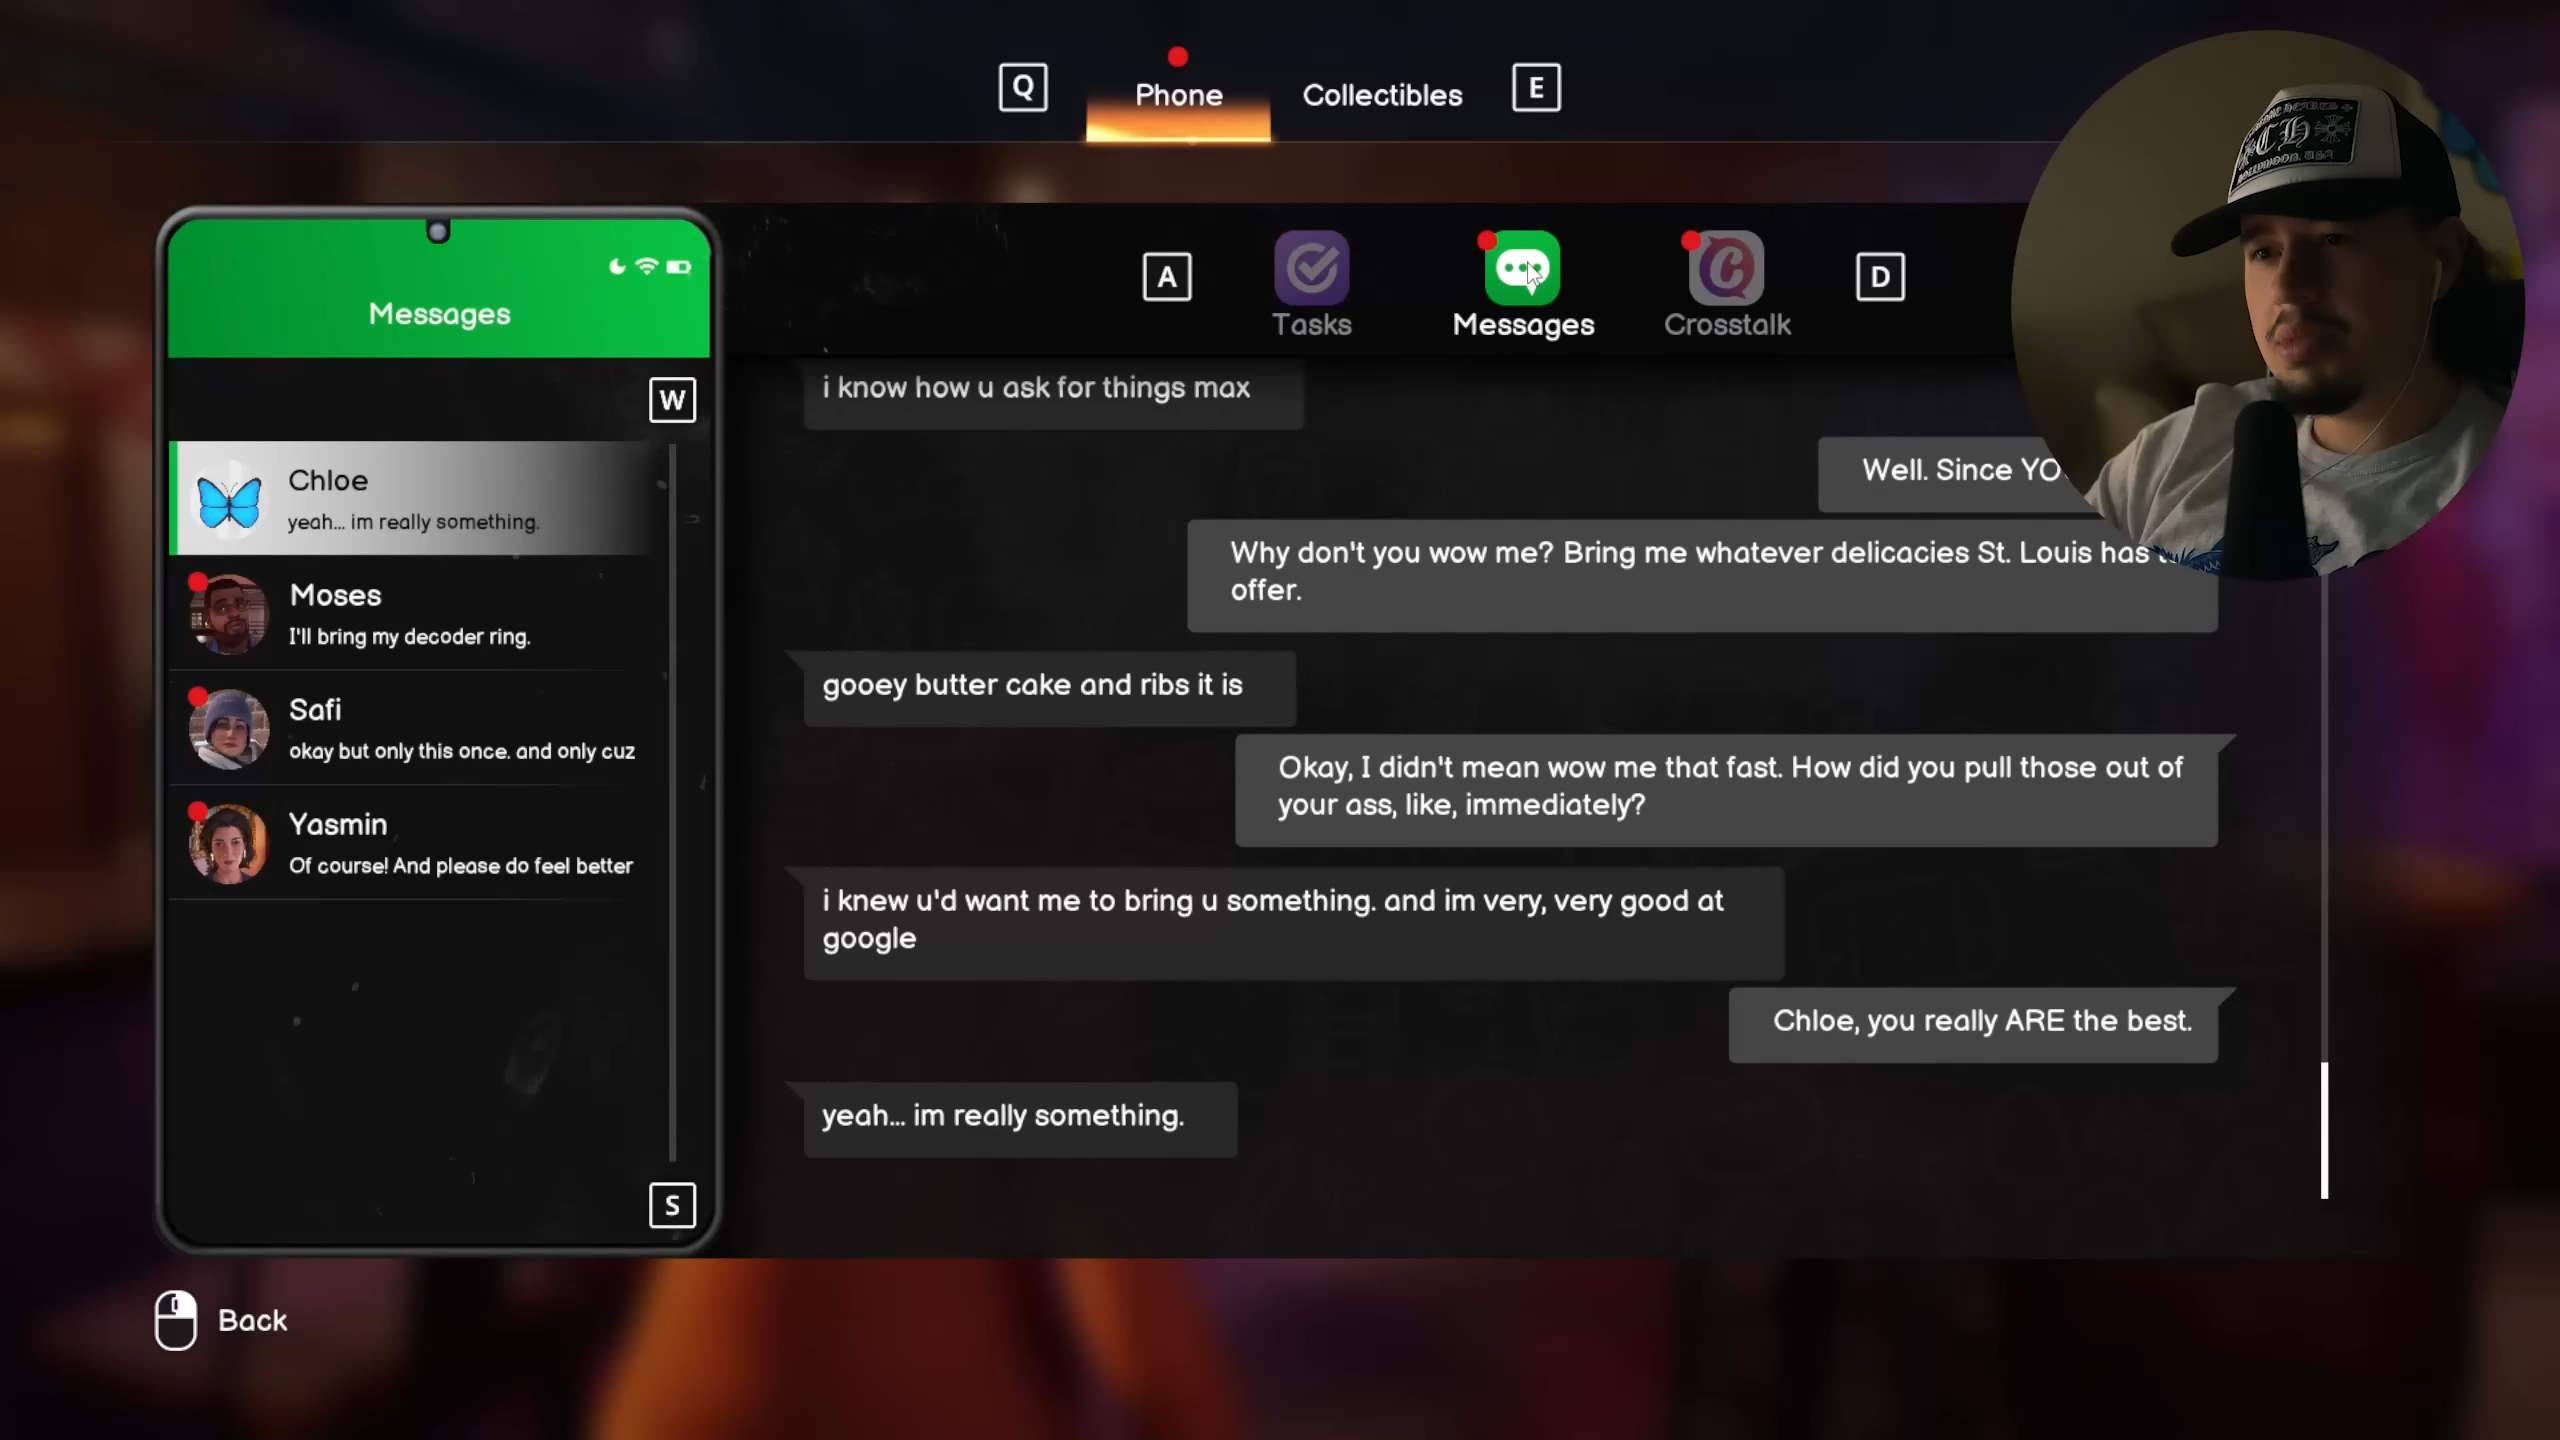 Q
Phone
Collectibles
E
Messages
A
Tasks
Messages
Crosstalk
D
W
Chloe
yeah... im really something.
Moses
I'll bring my decoder ring.
Safi
okay but only this once. and only cuz
Yasmin
Of course! And please do feel better
S
i know how u ask for things max
Well. Since
Why don't you wow me? Bring me whatever delicacies St. Louis has
offer.
gooey butter cake and ribs it is
Okay, I didn't mean wow me that fast. How did you pull those out of
your ass, like, immediately?
i knew u'd want me to bring u something. and im very, very good at
google
Chloe, you really ARE the best.
yeah... im really something.
Back
CH